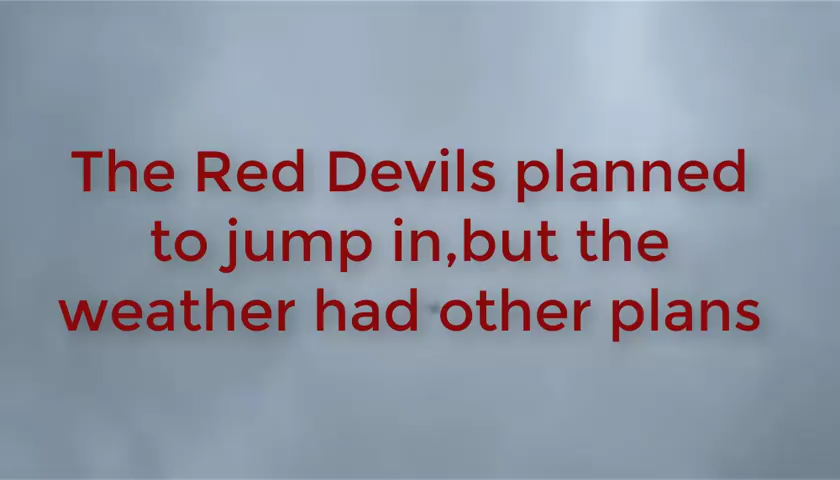 The Red Devils planned
to jump in,but the
weather had other plans